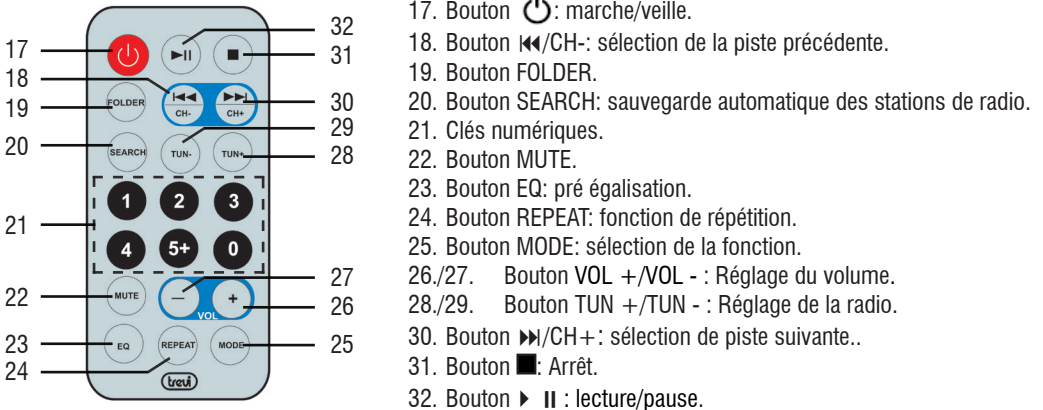 32
17
31
18
FOLDER
CH-
CH+
30
19
29
20
SEARCH
TUN-
TUN+
28
1 2 3
21
4 5+ 0
27
22
MUTE
— +
VOL
26
23
EQ
REPEAT
MODE
25
24
trevi
17. Bouton ⏻: marche/veille.
18. Bouton ⏮/CH-: sélection de la piste précédente.
19. Bouton FOLDER.
20. Bouton SEARCH: sauvegarde automatique des stations de radio.
21. Clés numériques.
22. Bouton MUTE.
23. Bouton EQ: pré égalisation.
24. Bouton REPEAT: fonction de répétition.
25. Bouton MODE: sélection de la fonction.
26./27. Bouton VOL +/VOL - : Réglage du volume.
28./29. Bouton TUN +/TUN - : Réglage de la radio.
30. Bouton ⏭/CH+: sélection de piste suivante..
31. Bouton ■: Arrêt.
32. Bouton ▶ II : lecture/pause.